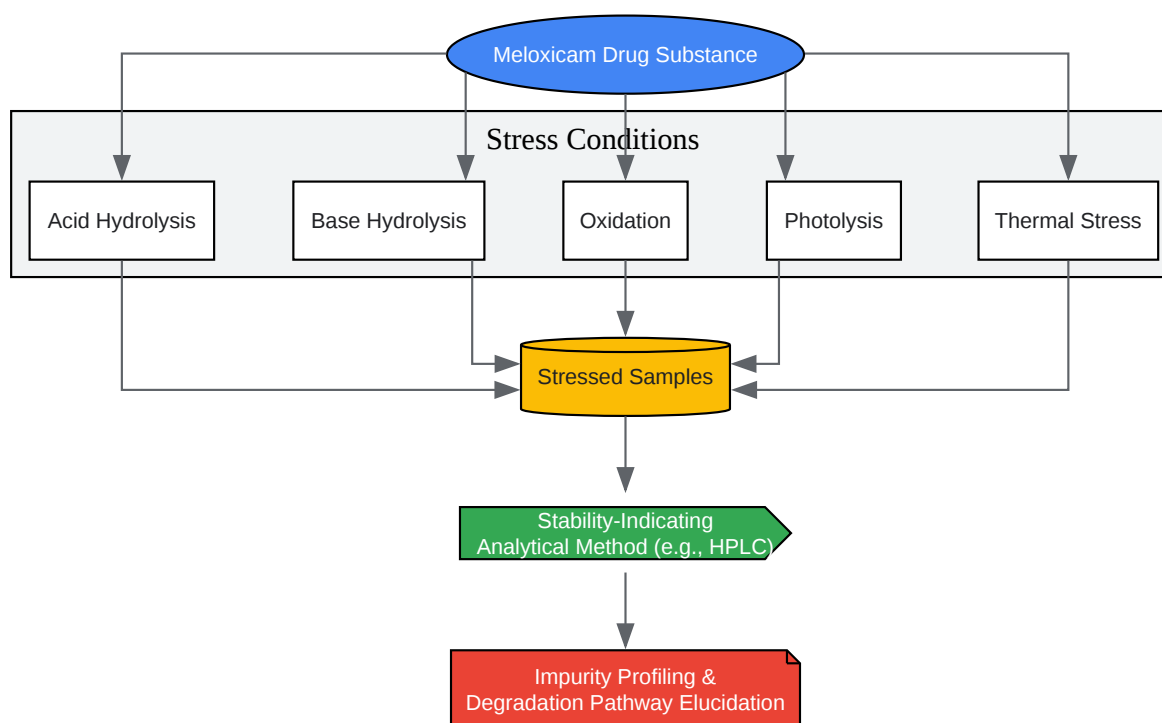 Meloxicam Drug Substance
Stress Conditions
Acid Hydrolysis
Base Hydrolysis
Oxidation
Photolysis
Thermal Stress
Stressed Samples
Stability-Indicating
Analytical Method (e.g., HPLC)
Impurity Profiling &
Degradation Pathway Elucidation